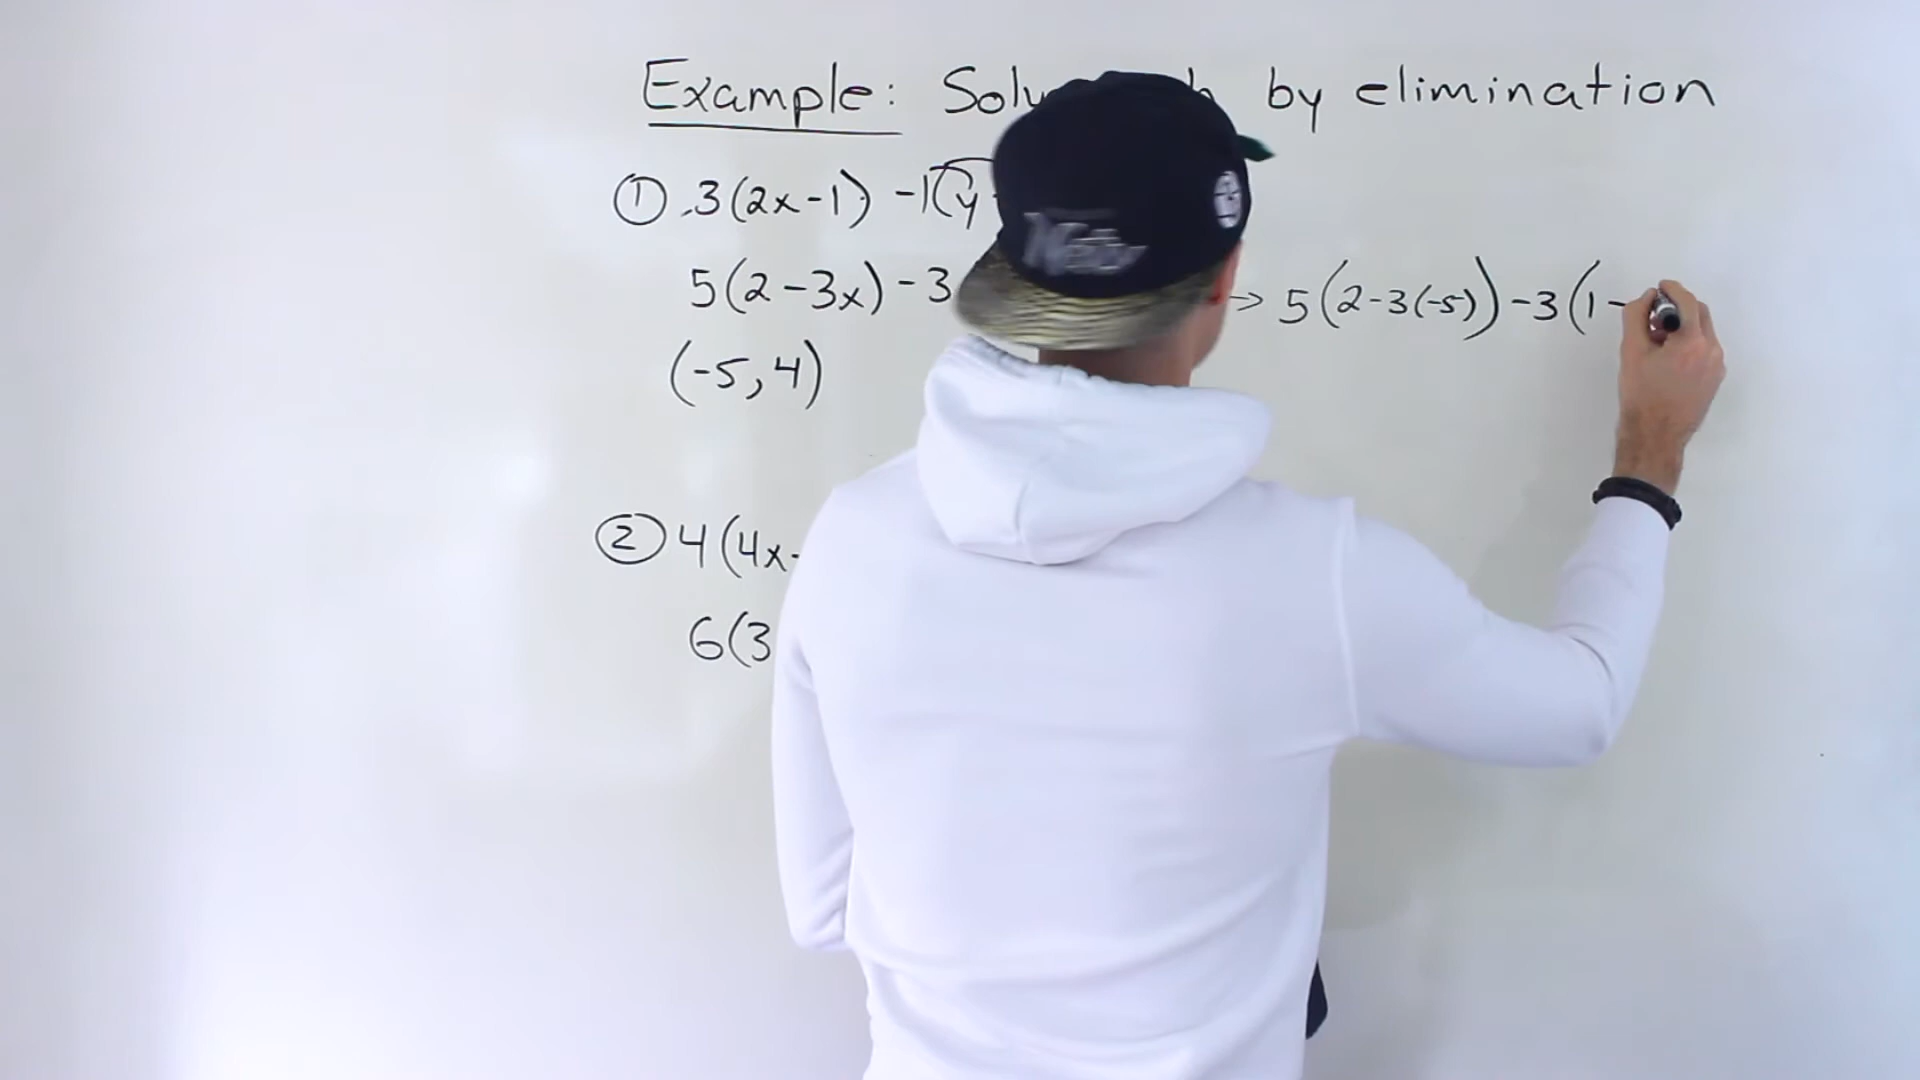 Example: by elimination
① 3(2x-1) -1(y
5(2-3x)-3 → 5(2-3(-5))-3(1-
(-5,4)
② 4(4x-
6(3